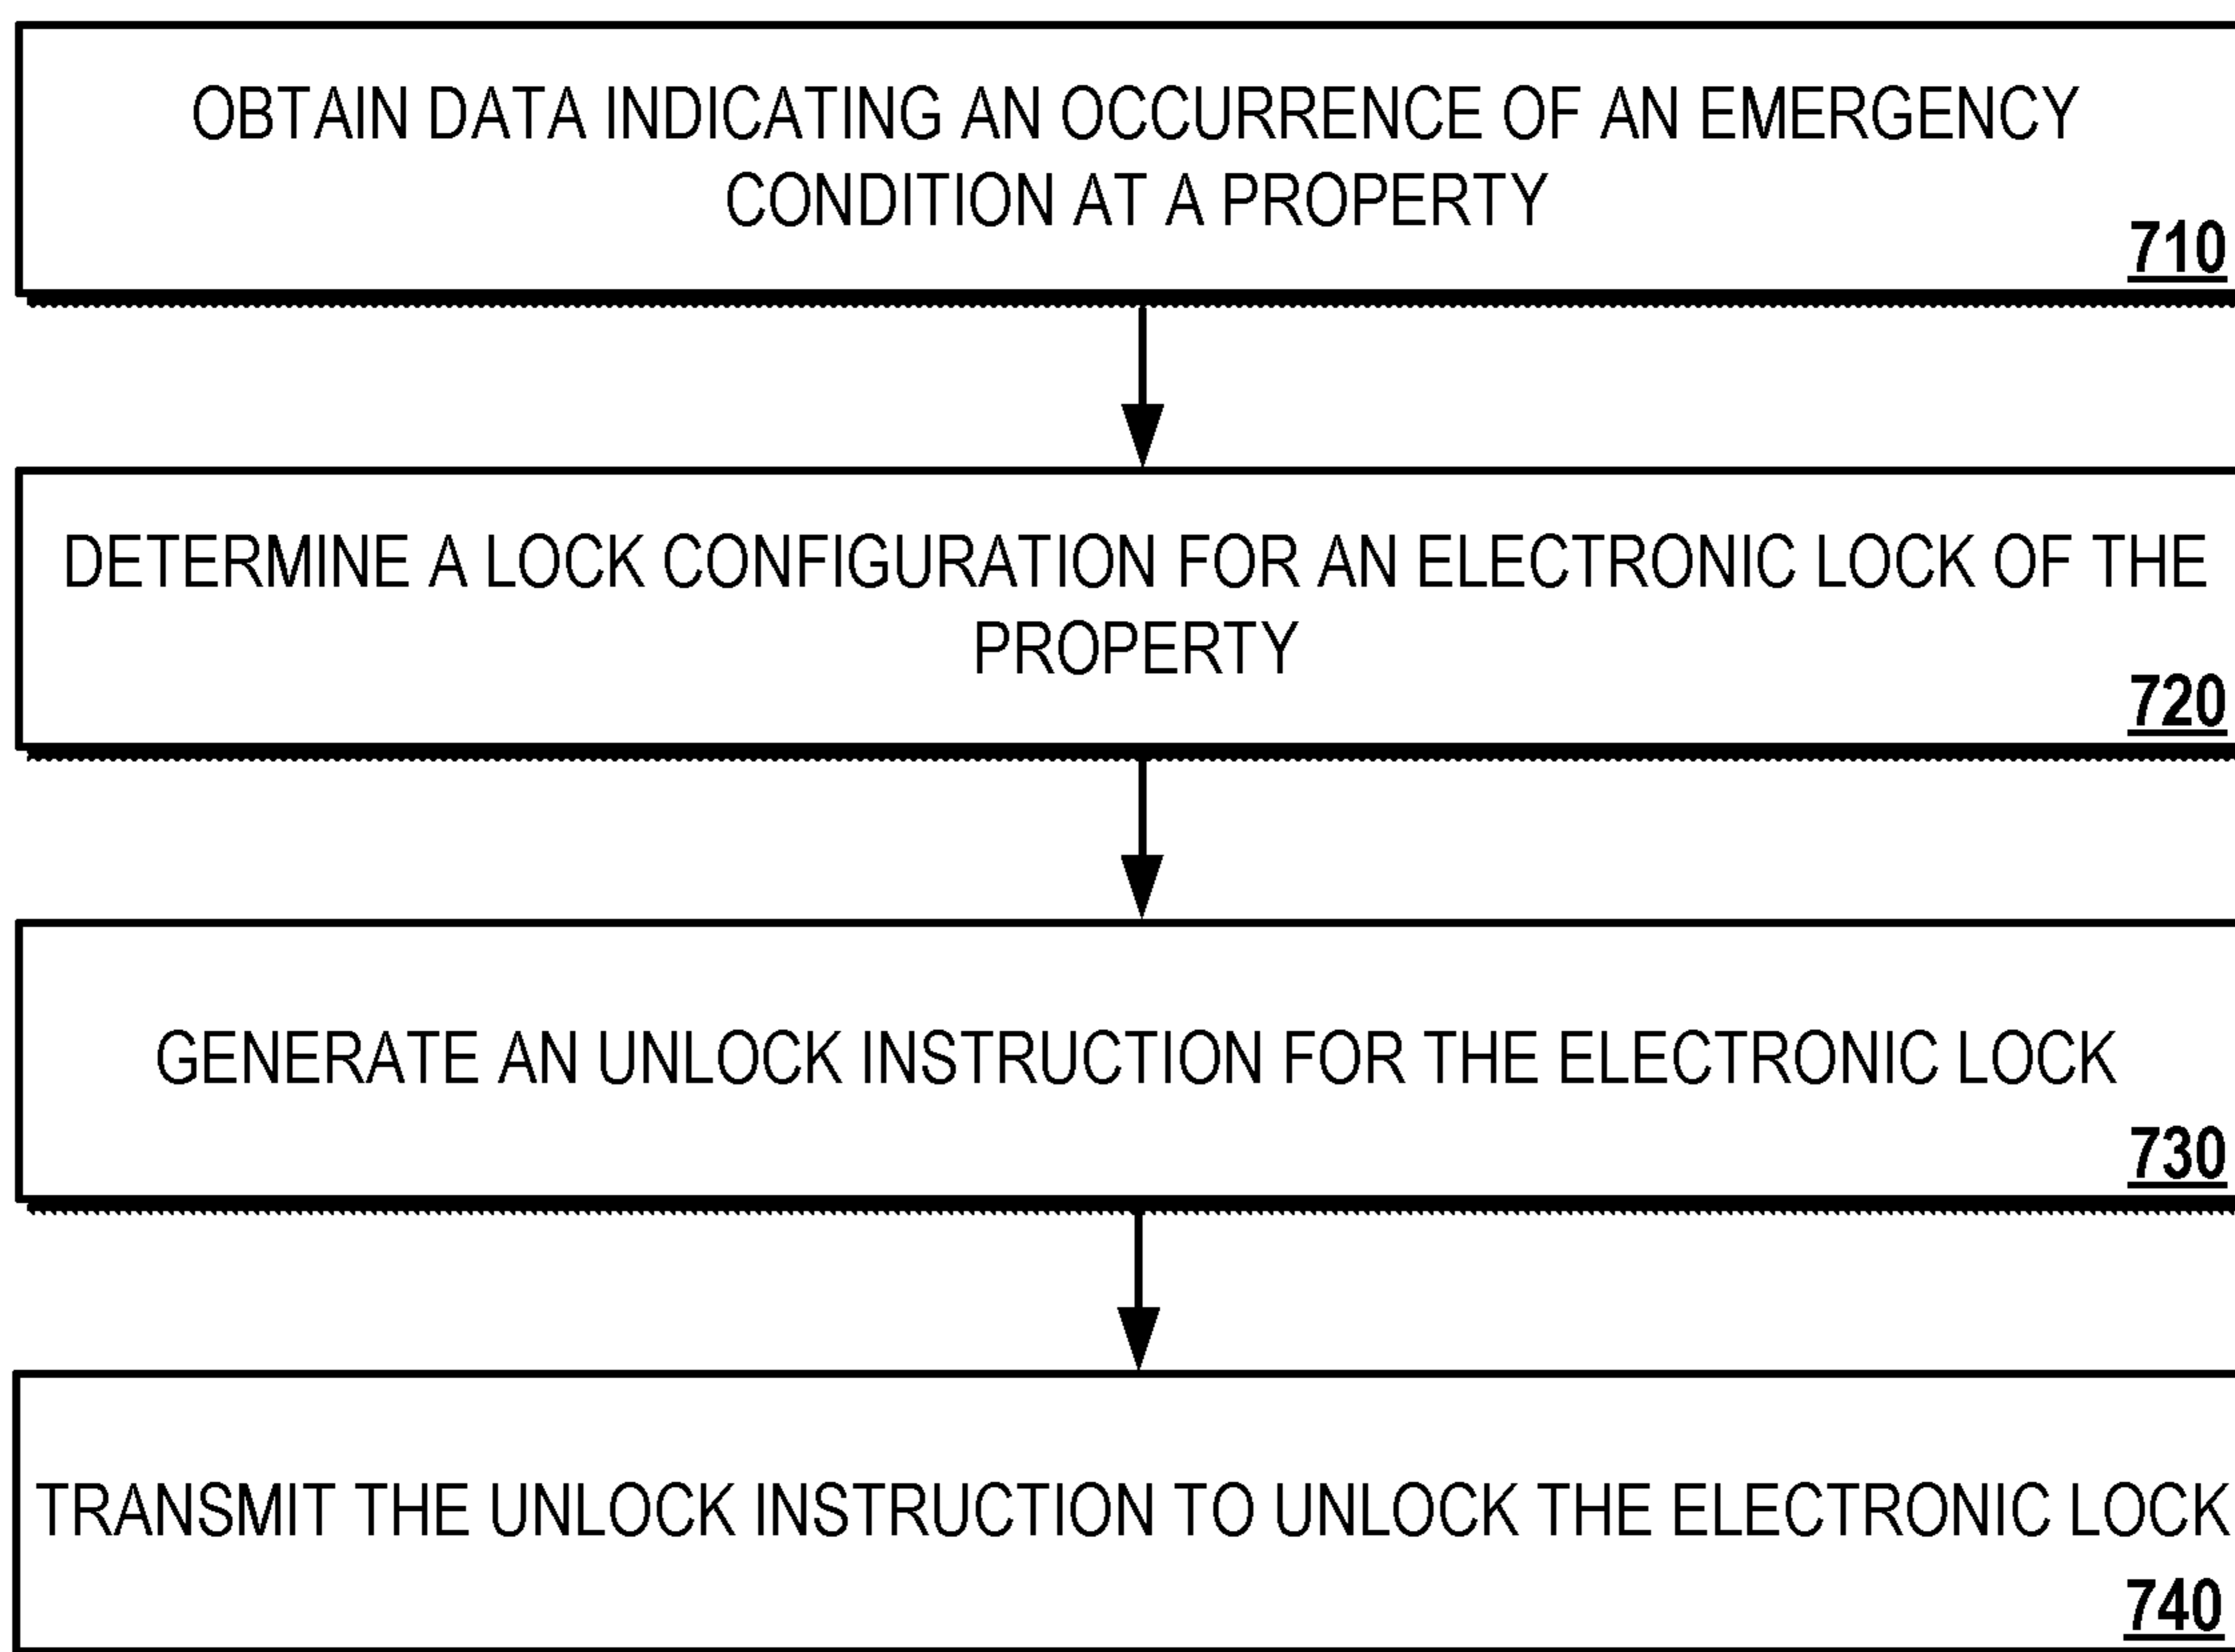 OBTAIN DATA INDICATING AN OCCURRENCE OF AN EMERGENCY
CONDITION AT A PROPERTY
710
DETERMINE A LOCK CONFIGURATION FOR AN ELECTRONIC LOCK OF THE
PROPERTY
720
GENERATE AN UNLOCK INSTRUCTION FOR THE ELECTRONIC LOCK
730
TRANSMIT THE UNLOCK INSTRUCTION TO UNLOCK THE ELECTRONIC LOCK
740